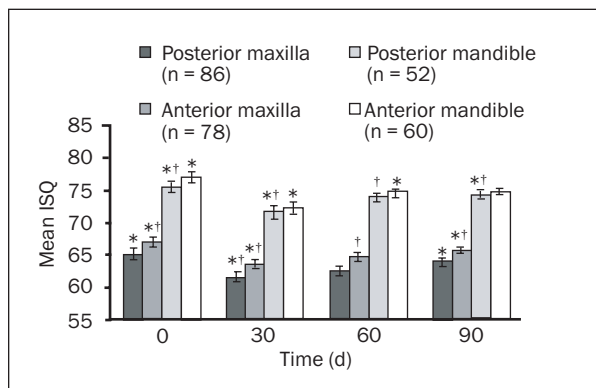 Posterior maxilla
(n = 86)
Posterior mandible
(n = 52)
Anterior maxilla
(n = 78)
Anterior mandible
(n = 60)
85
80
75
70
65
60
55
Mean ISQ
* *† *† * 
*† *† *† *
† † *
* *† *†
0 30 60 90
Time (d)